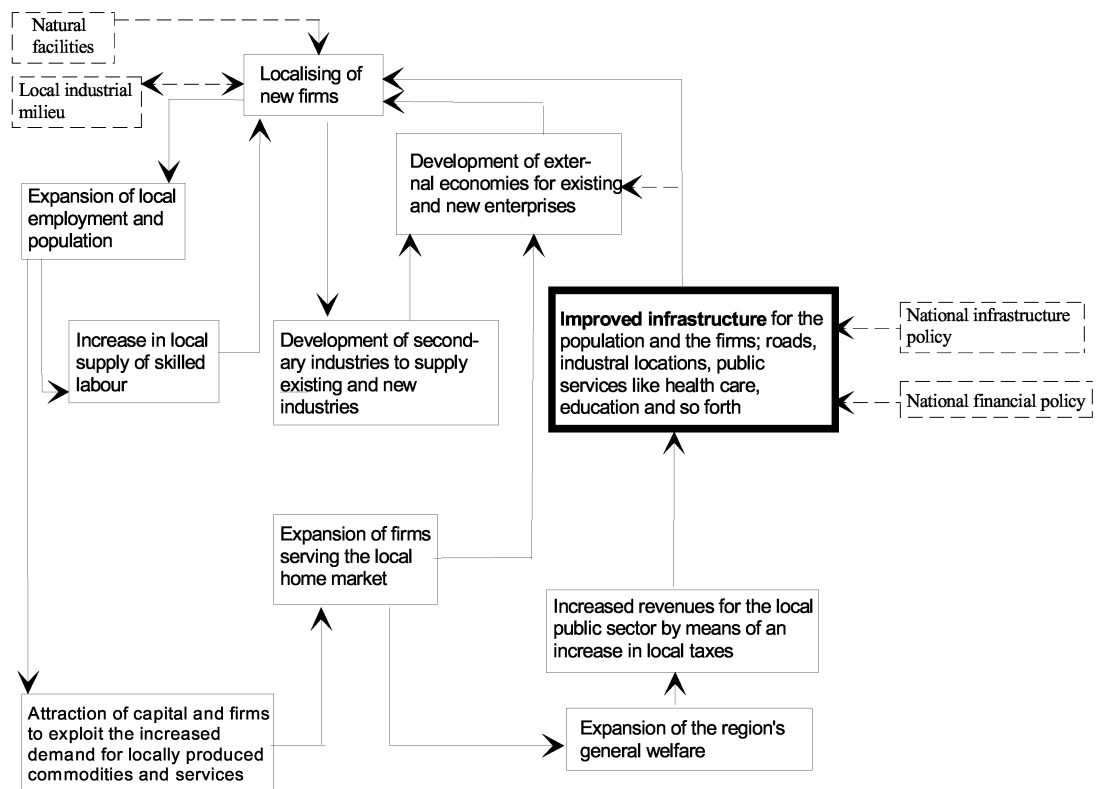 Natural
facilities
Local industrial
milieu
Localising of
new firms
Development of exter-
nal economies for existing
and new enterprises
Expansion of local
employment and
population
Increase in local
supply of skilled
labour
Development of second-
ary industries to supply
existing and new
industries
Improved infrastructure for the
population and the firms; roads,
industral locations, public
services like health care,
education and so forth
National infrastructure
policy
National financial policy
Expansion of firms
serving the local
home market
Increased revenues for the local
public sector by means of an
increase in local taxes
Attraction of capital and firms
to exploit the increased
demand for locally produced
commodities and services
Expansion of the region's
general welfare